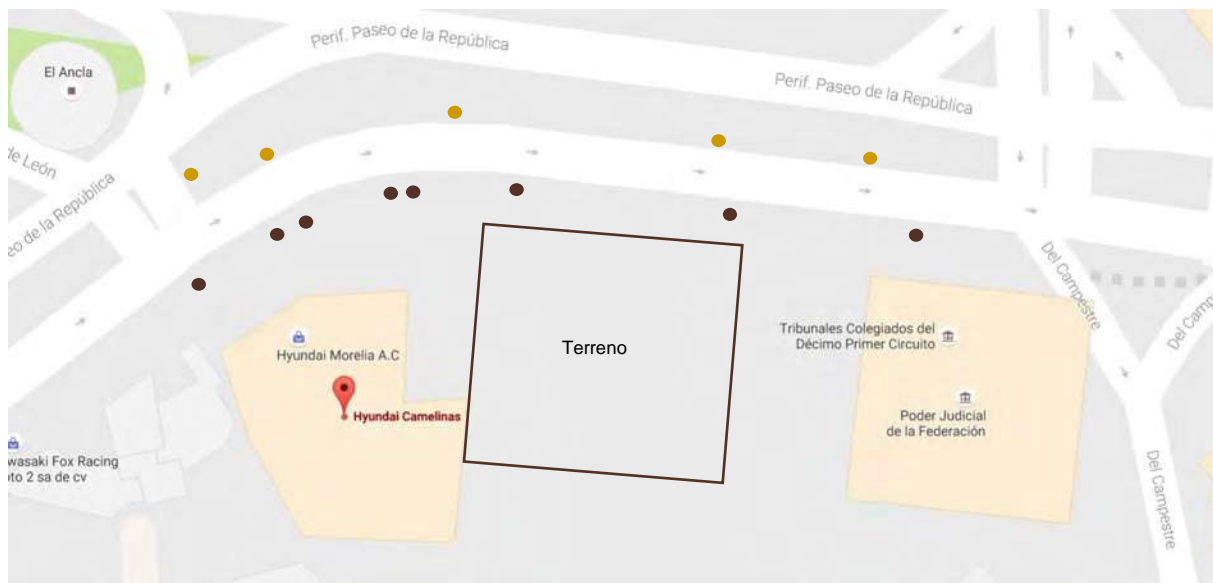 Perif. Paseo de la República
El Ancla
Perif. Paseo de la República
de León
eo de la República
Del Campestre
Del Camp
Tribunales Colegiados del
Décimo Primer Circuito
Terreno
Hyundai Morelia A.C
Hyundai Camelinas
Poder Judicial
de la Federación
wasaki Fox Racing
oto 2 sa de cv
Del Campestre